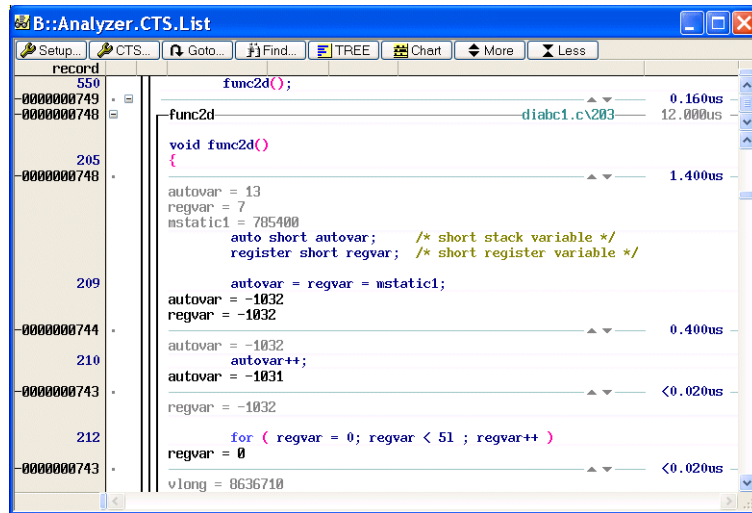 B::Analyzer.CTS.List
Setup... CTS... Goto... Find... TREE Chart More Less
record
550 func2d();
-0000000749 0.160us
-0000000748 func2d diabc1.c\203 12.000us
void func2d()
205 {
-0000000748 1.400us
autovar = 13
regvar = 7
mstatic1 = 785400
auto short autovar; /* short stack variable */
register short regvar; /* short register variable */
209 autovar = regvar = mstatic1;
autovar = -1032
regvar = -1032
-0000000744 0.400us
autovar = -1032
210 autovar++;
autovar = -1031
-0000000743 <0.020us
regvar = -1032
212 for ( regvar = 0; regvar < 5l ; regvar++ )
regvar = 0
-0000000743 <0.020us
vlong = 8636710